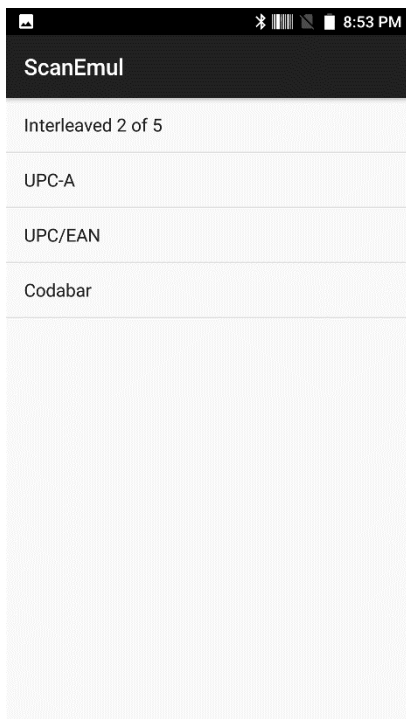 8:53 PM
ScanEmul
Interleaved 2 of 5
UPC-A
UPC/EAN
Codabar